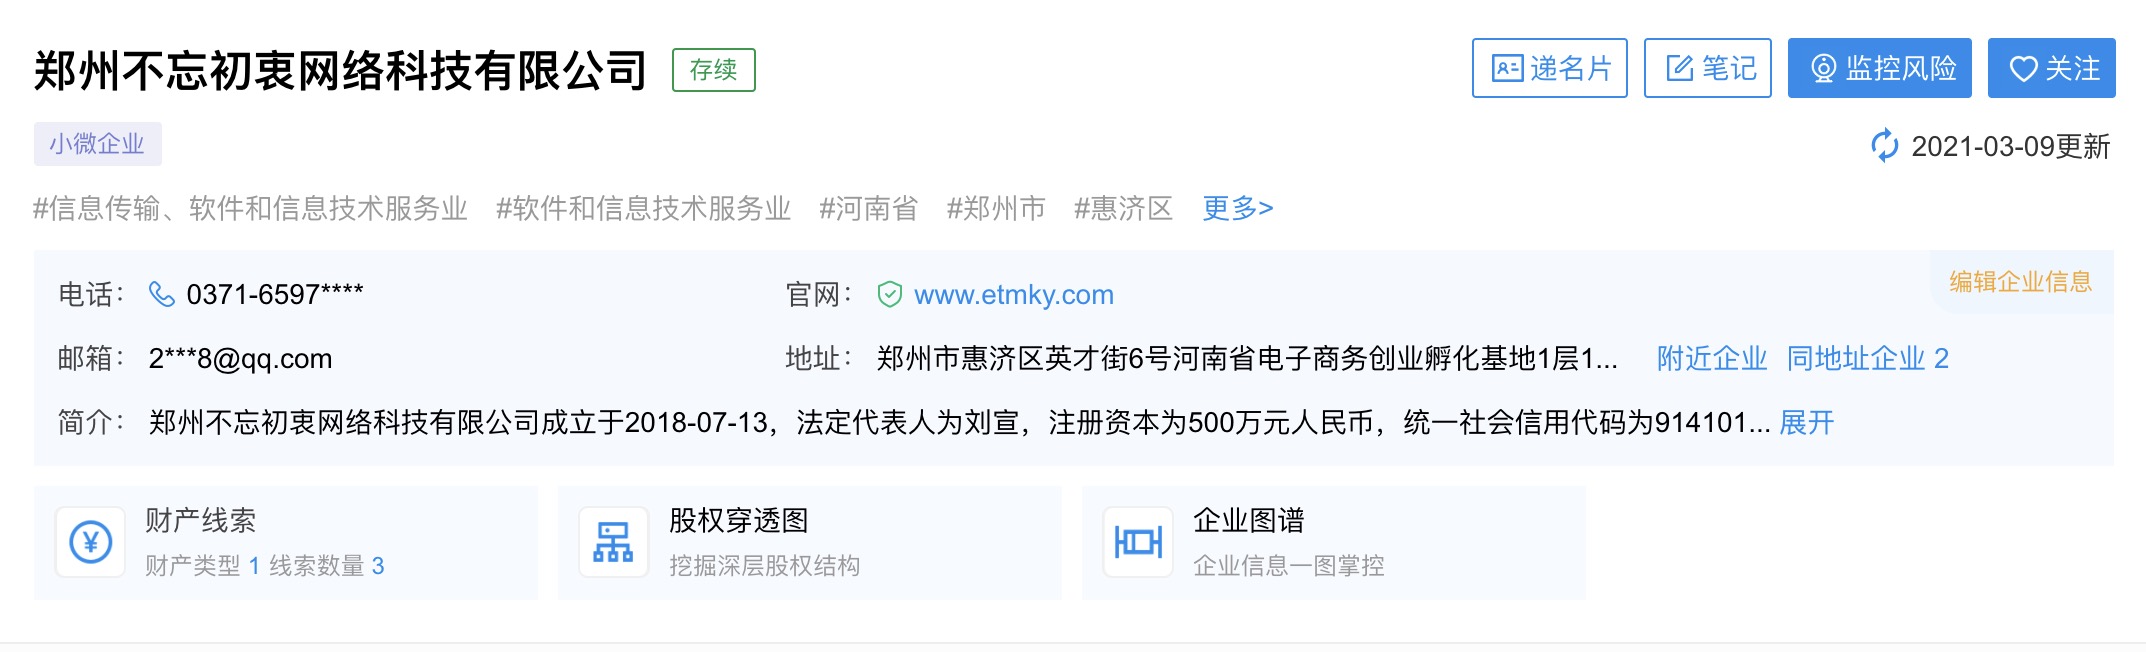 郑州不忘初衷网络科技有限公司 存续 递名片 笔记 监控风险 关注
小微企业 2021-03-09更新
#信息传输、软件和信息技术服务业 #软件和信息技术服务业 #河南省 #郑州市 #惠济区 更多>
编辑企业信息
电话： 0371-6597**** 官网： www.etmky.com
邮箱： 2***8@qq.com 地址： 郑州市惠济区英才街6号河南省电子商务创业孵化基地1层1... 附近企业 同地址企业 2
简介： 郑州不忘初衷网络科技有限公司成立于2018-07-13，法定代表人为刘宣，注册资本为500万元人民币，统一社会信用代码为914101... 展开
财产线索 股权穿透图 企业图谱
财产类型 1 线索数量 3 挖掘深层股权结构 企业信息一图掌控